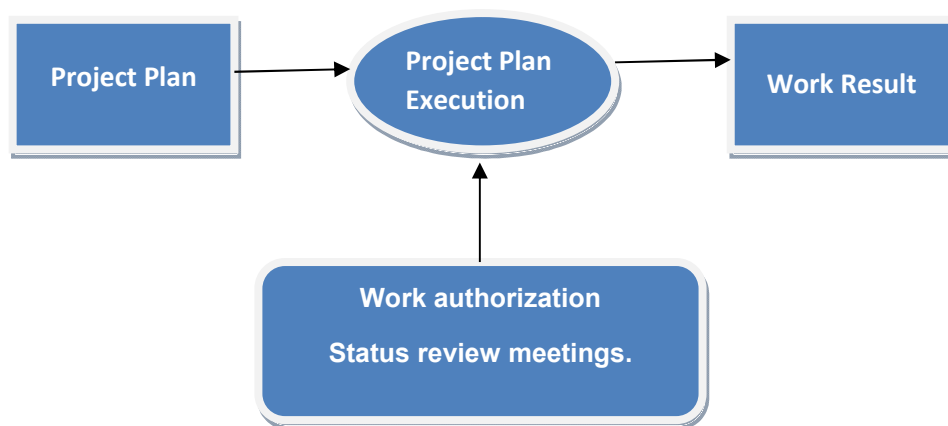 Project Plan
Project Plan
Execution
Work Result
Work authorization
Status review meetings.